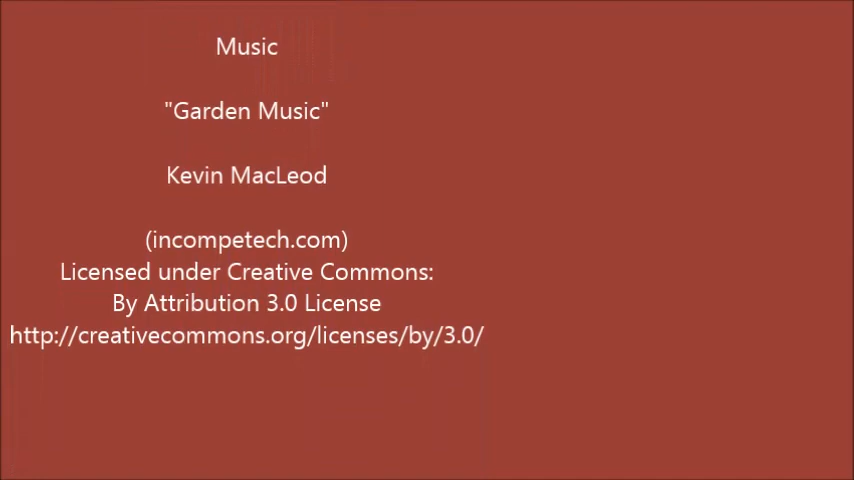 Music
"Garden Music"
Kevin MacLeod
(incompetech.com)
Licensed under Creative Commons:
By Attribution 3.0 License
http://creativecommons.org/licenses/by/3.0/